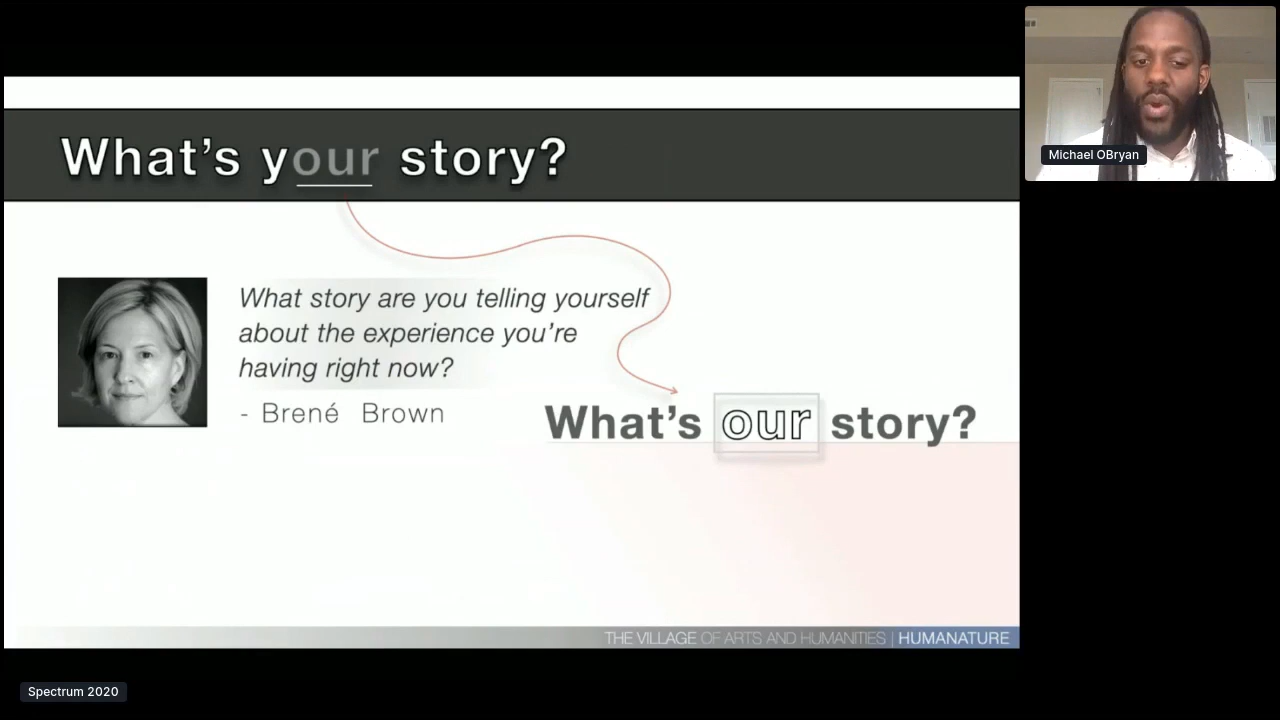 What's your story?
What story are you telling yourself
about the experience you're
having right now?
- Brené Brown
What's our story?
THE VILLAGE OF ARTS AND HUMANITIES | HUMANATURE
Michael OBryan
Spectrum 2020